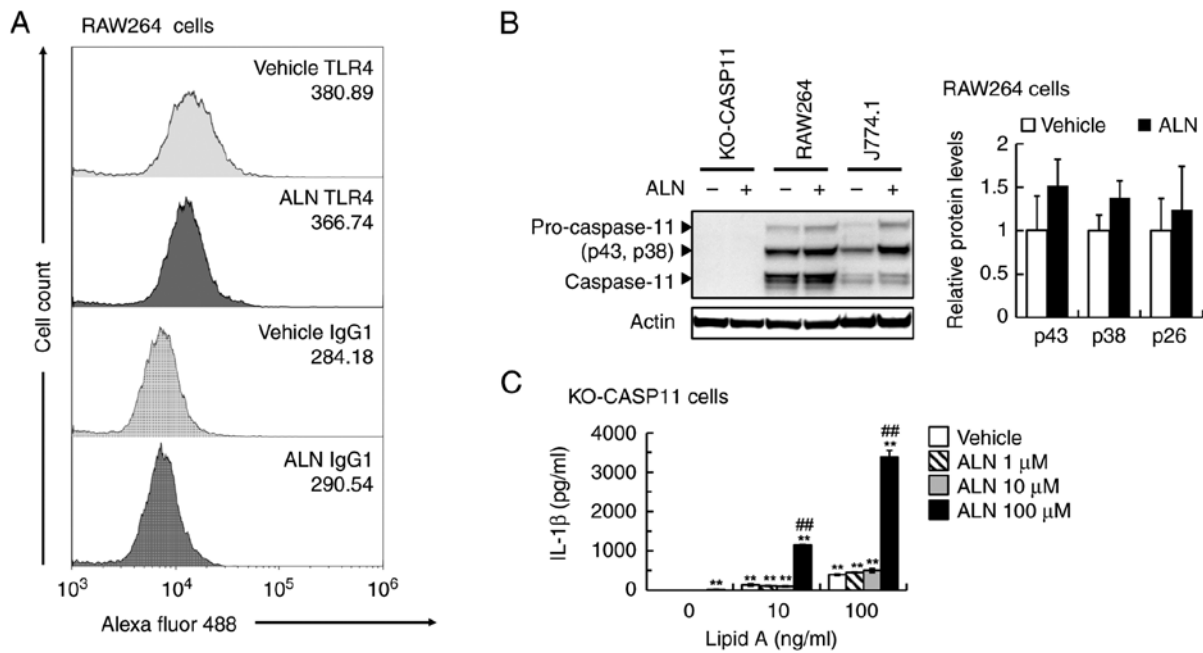 A
RAW264 cells
Vehicle TLR4
380.89
ALN TLR4
366.74
Vehicle IgG1
284.18
ALN IgG1
290.54
Cell count
10³ 10⁴ 10⁵ 10⁶
Alexa fluor 488
B
KO-CASP11
RAW264
J774.1
ALN − + − + − +
Pro-caspase-11
(p43, p38)
Caspase-11
Actin
RAW264 cells
Vehicle ALN
Relative protein levels
2
1.5
1
0.5
0
p43 p38 p26
C
KO-CASP11 cells
IL-1β (pg/ml)
4000
3000
2000
1000
0
**
** ** ** ** ##
** ** ** ** ##
0 10 100
Lipid A (ng/ml)
Vehicle
ALN 1 µM
ALN 10 µM
ALN 100 µM